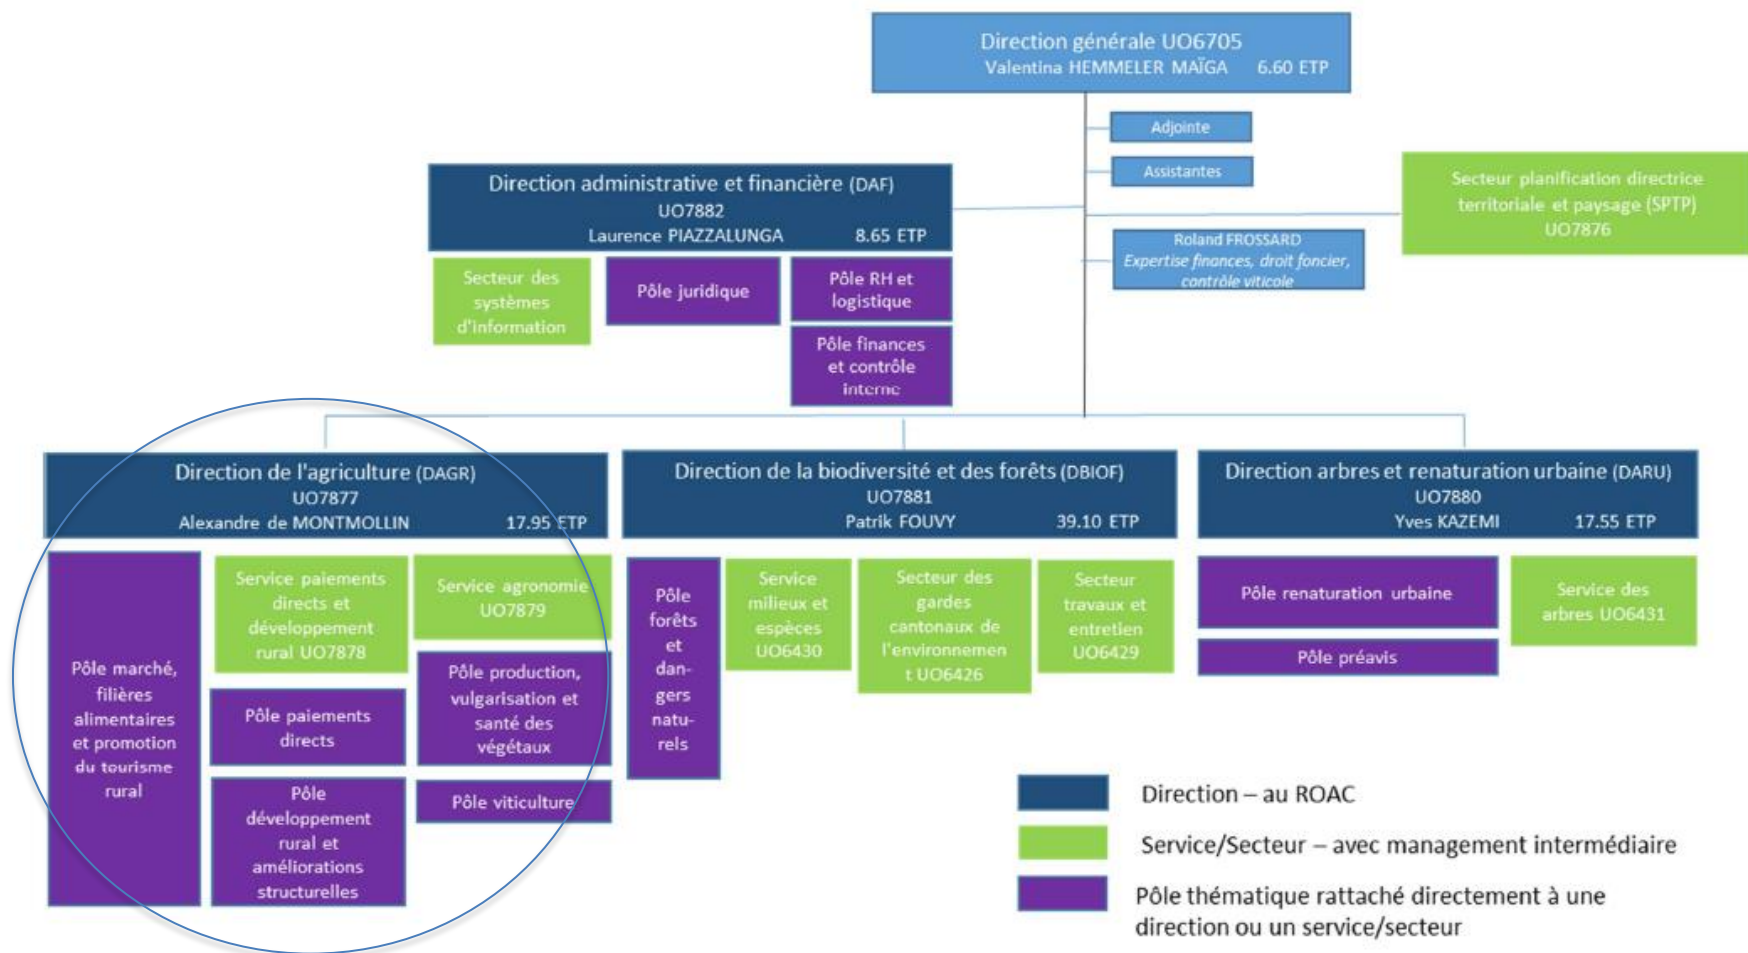 Direction générale UO6705
Valentina HEMMELER MAÏGA 6.60 ETP
Adjointe
Assistantes
Direction administrative et financière (DAF)
UO7882
Laurence PIAZZALUNGA 8.65 ETP
Secteur planification directrice
territoriale et paysage (SPTP)
UO7876
Roland FROSSARD
Expertise finances, droit foncier,
contrôle viticole
Secteur des
systèmes
d'information
Pôle juridique
Pôle RH et
logistique
Pôle finances
et contrôle
interne
Direction de l'agriculture (DAGR)
UO7877
Alexandre de MONTMOLLIN 17.95 ETP
Direction de la biodiversité et des forêts (DBIOF)
UO7881
Patrik FOUVY 39.10 ETP
Direction arbres et renaturation urbaine (DARU)
UO7880
Yves KAZEMI 17.55 ETP
Pôle marché,
filières
alimentaires
et promotion
du tourisme
rural
Service paiements
directs et
développement
rural UO7878
Pôle paiements
directs
Pôle
développement
rural et
améliorations
structurelles
Service agronomie
UO7879
Pôle production,
vulgarisation et
santé des
végétaux
Pôle viticulture
Pôle
forêts
et
dan-
gers
natu-
rels
Service
milieux et
espèces
UO6430
Secteur des
gardes
cantonaux de
l'environnemen
t UO6426
Secteur
travaux et
entretien
UO6429
Pôle renaturation urbaine
Pôle préavis
Service des
arbres UO6431
Direction – au ROAC
Service/Secteur – avec management intermédiaire
Pôle thématique rattaché directement à une
direction ou un service/secteur